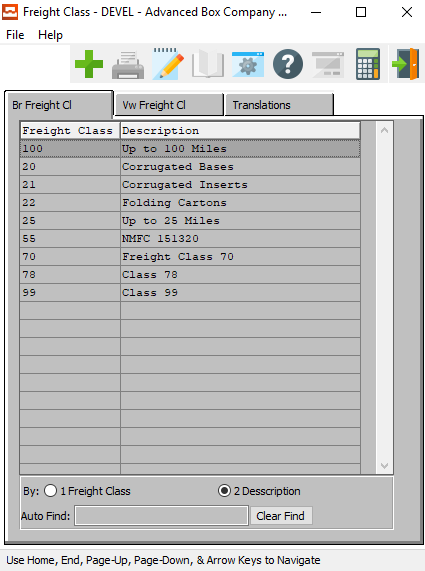 Freight Class - DEVEL - Advanced Box Company ...
File Help
Br Freight Cl Vw Freight Cl Translations
Freight Class Description
100 Up to 100 Miles
20 Corrugated Bases
21 Corrugated Inserts
22 Folding Cartons
25 Up to 25 Miles
55 NMFC 151320
70 Freight Class 70
78 Class 78
99 Class 99
By: 1 Freight Class 2 Desscription
Auto Find: Clear Find
Use Home, End, Page-Up, Page-Down, & Arrow Keys to Navigate